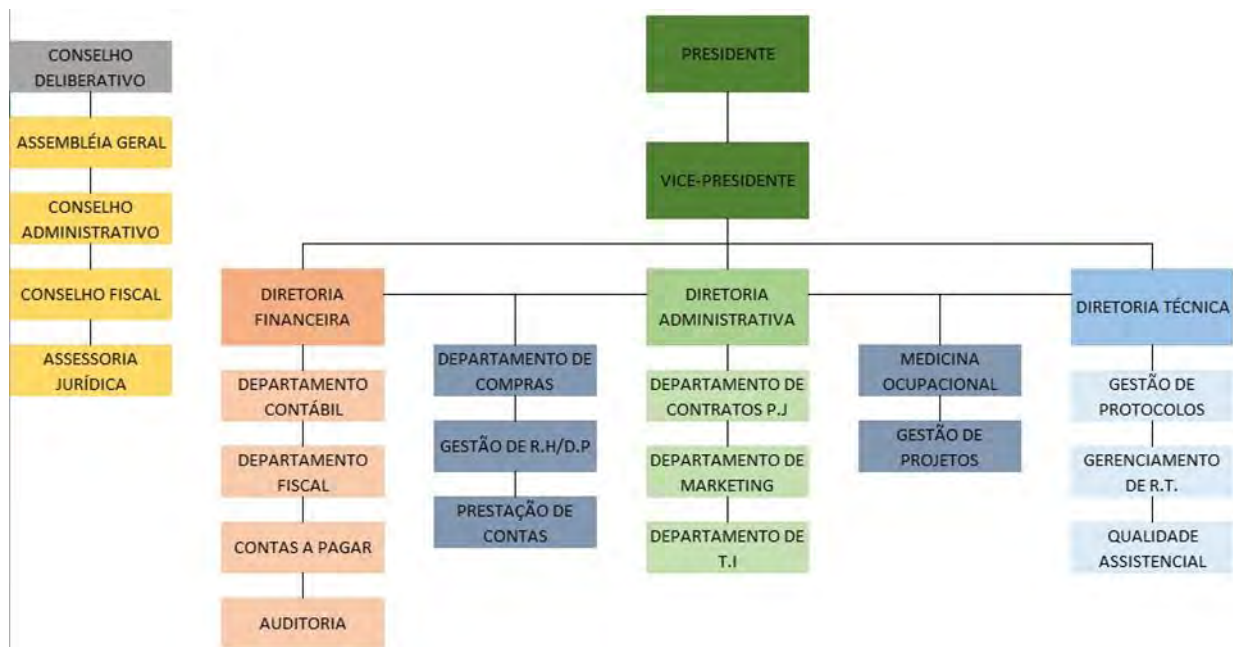 CONSELHO
DELIBERATIVO
ASSEMBLÉIA GERAL
CONSELHO
ADMINISTRATIVO
CONSELHO FISCAL
ASSESSORIA
JURÍDICA
PRESIDENTE
VICE-PRESIDENTE
DIRETORIA
FINANCEIRA
DEPARTAMENTO
CONTÁBIL
DEPARTAMENTO
FISCAL
CONTAS A PAGAR
AUDITORIA
DEPARTAMENTO DE
COMPRAS
GESTÃO DE R.H/D.P
PRESTAÇÃO DE
CONTAS
DIRETORIA
ADMINISTRATIVA
DEPARTAMENTO DE
CONTRATOS P.J
DEPARTAMENTO DE
MARKETING
DEPARTAMENTO DE
T.I
MEDICINA
OCUPACIONAL
GESTÃO DE
PROJETOS
DIRETORIA TÉCNICA
GESTÃO DE
PROTOCOLOS
GERENCIAMENTO
DE R.T.
QUALIDADE
ASSISTENCIAL